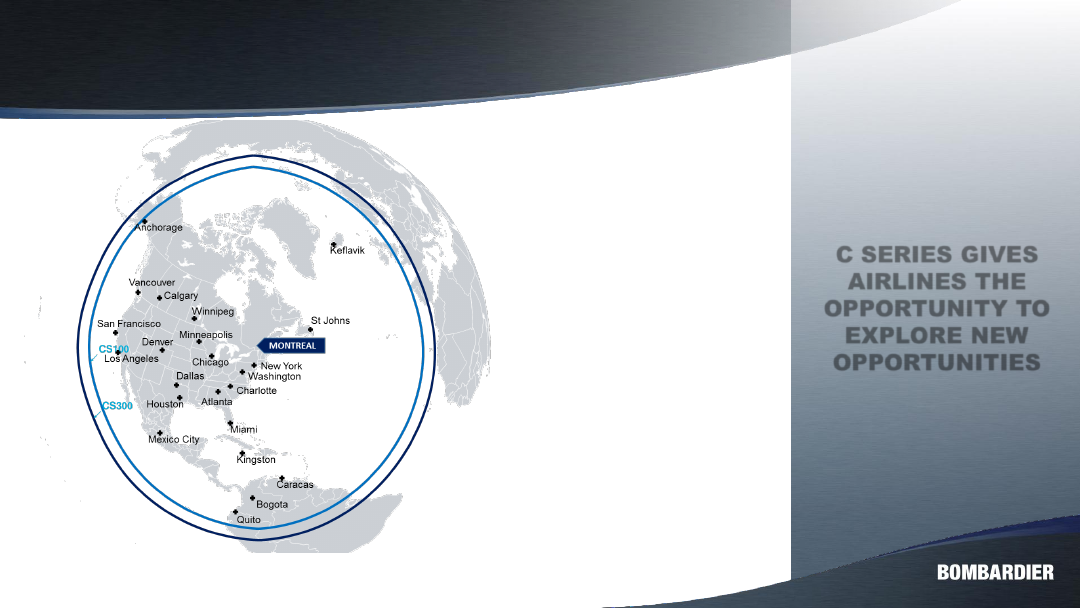 Anchorage
Keflavik
Vancouver
Calgary
Winnipeg
St Johns
San Francisco
Minneapolis
Denver
MONTREAL
CS100
Los Angeles
Chicago
New York
Dallas
Washington
Charlotte
Houston
Atlanta
CS300
Miami
Mexico City
Kingston
Caracas
Bogota
Quito
C SERIES GIVES
AIRLINES THE
OPPORTUNITY TO
EXPLORE NEW
OPPORTUNITIES
BOMBARDIER